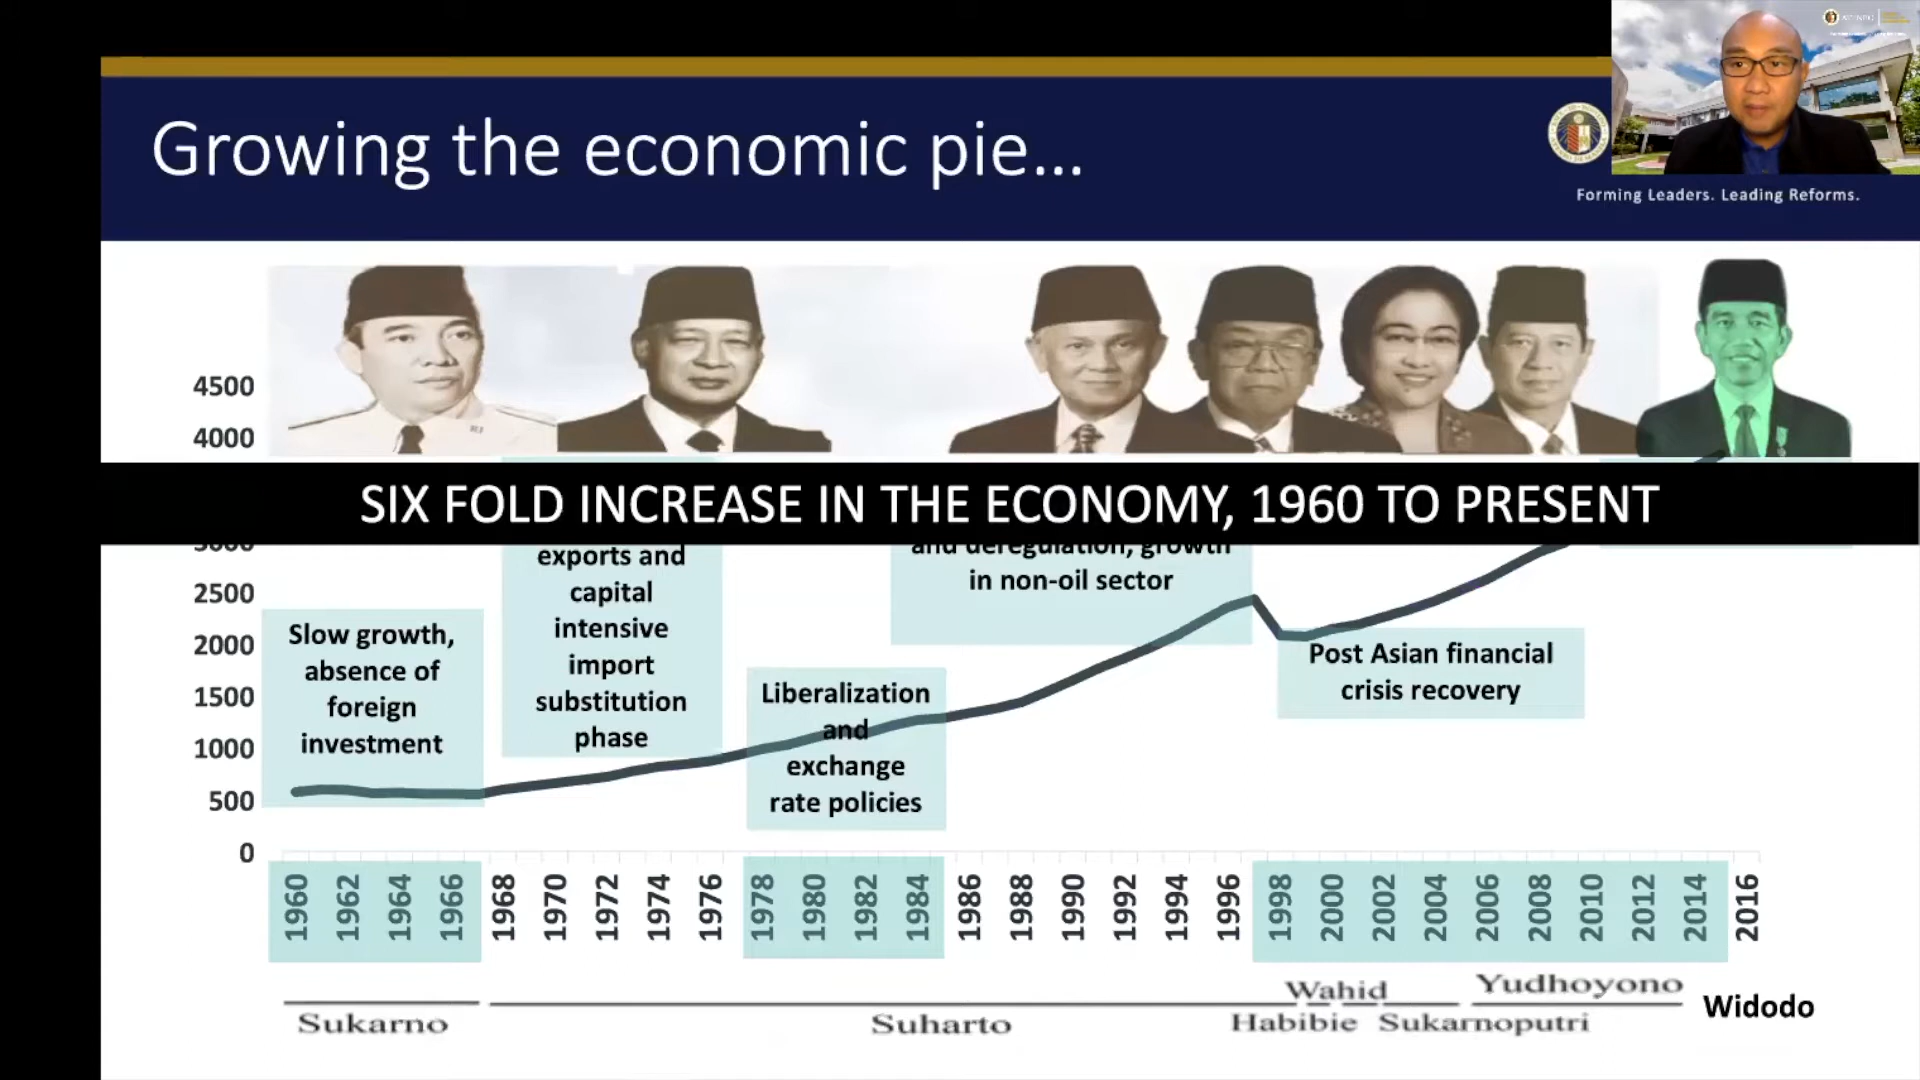 Growing the economic pie...
Forming Leaders. Leading Reforms.
4500
4000
SIX FOLD INCREASE IN THE ECONOMY, 1960 TO PRESENT
3000
2500
2000
1500
1000
500
0
Slow growth,
absence of
foreign
investment
exports and
capital
intensive
import
substitution
phase
Liberalization
and
exchange
rate policies
and deregulation, growth
in non-oil sector
Post Asian financial
crisis recovery
1960 1962 1964 1966 1968 1970 1972 1974 1976 1978 1980 1982 1984 1986 1988 1990 1992 1994 1996 1998 2000 2002 2004 2006 2008 2010 2012 2014 2016
Wahid Yudhoyono
Widodo
Sukarno Suharto Habibie Sukarnoputri